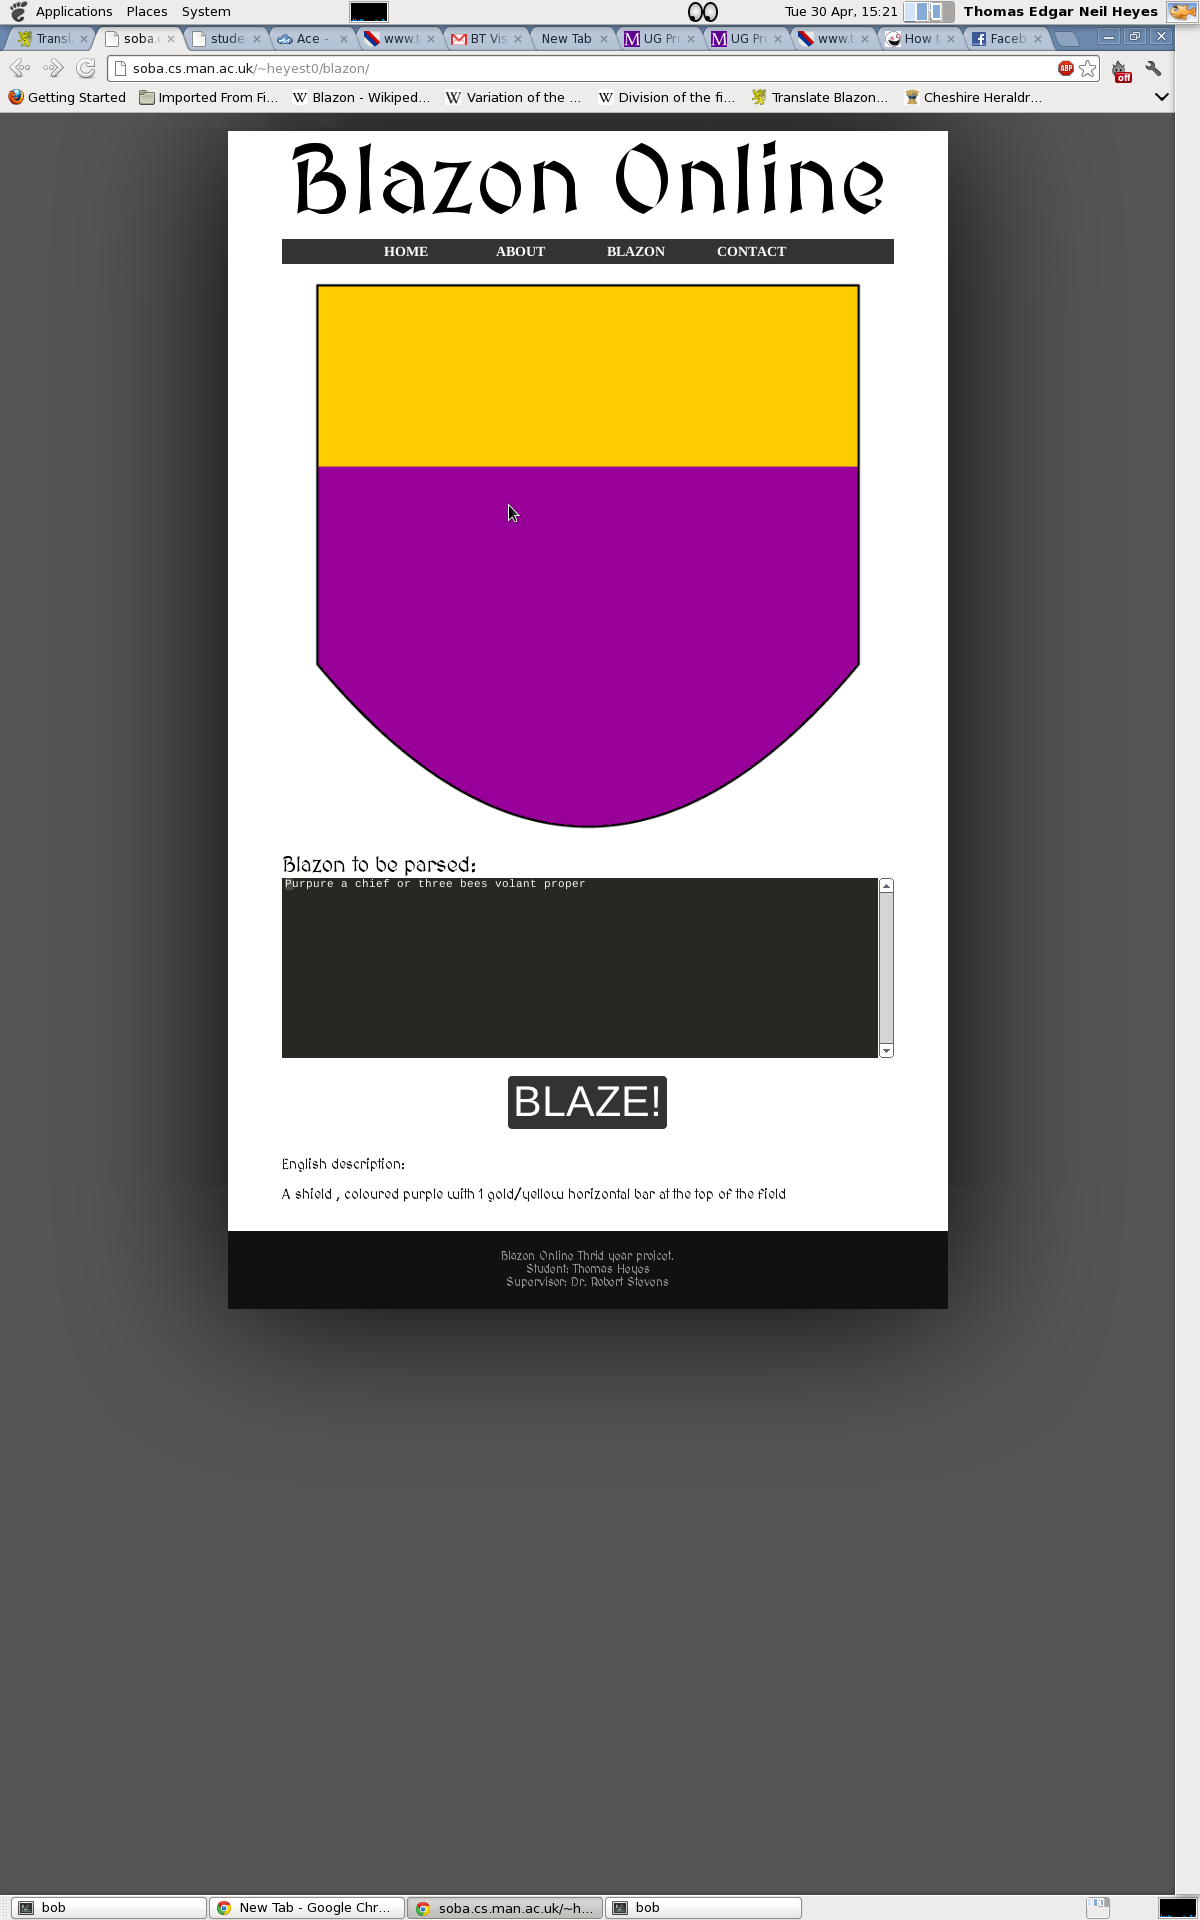 Applications Places System Tue 30 Apr, 15:21 Thomas Edgar Neil Heyes
Transl soba.c stude Ace - www.t BT Vis New Tab UG Pr UG Pr www.t How t Faceb
soba.cs.man.ac.uk/~heyest0/blazon/ ABP off
Getting Started Imported From Fi... Blazon - Wikiped... Variation of the ... Division of the fi... Translate Blazon... Cheshire Heraldr...
Blazon Online
HOME ABOUT BLAZON CONTACT
Blazon to be parsed:
Purpure a chief or three bees volant proper
BLAZE!
English description:
A shield , coloured purple with 1 gold/yellow horizontal bar at the top of the field
Blazon Online Thrid year projcet.
Student: Thomas Heyes
Supervisor: Dr. Robert Stevens
bob New Tab - Google Chr... soba.cs.man.ac.uk/~h... bob